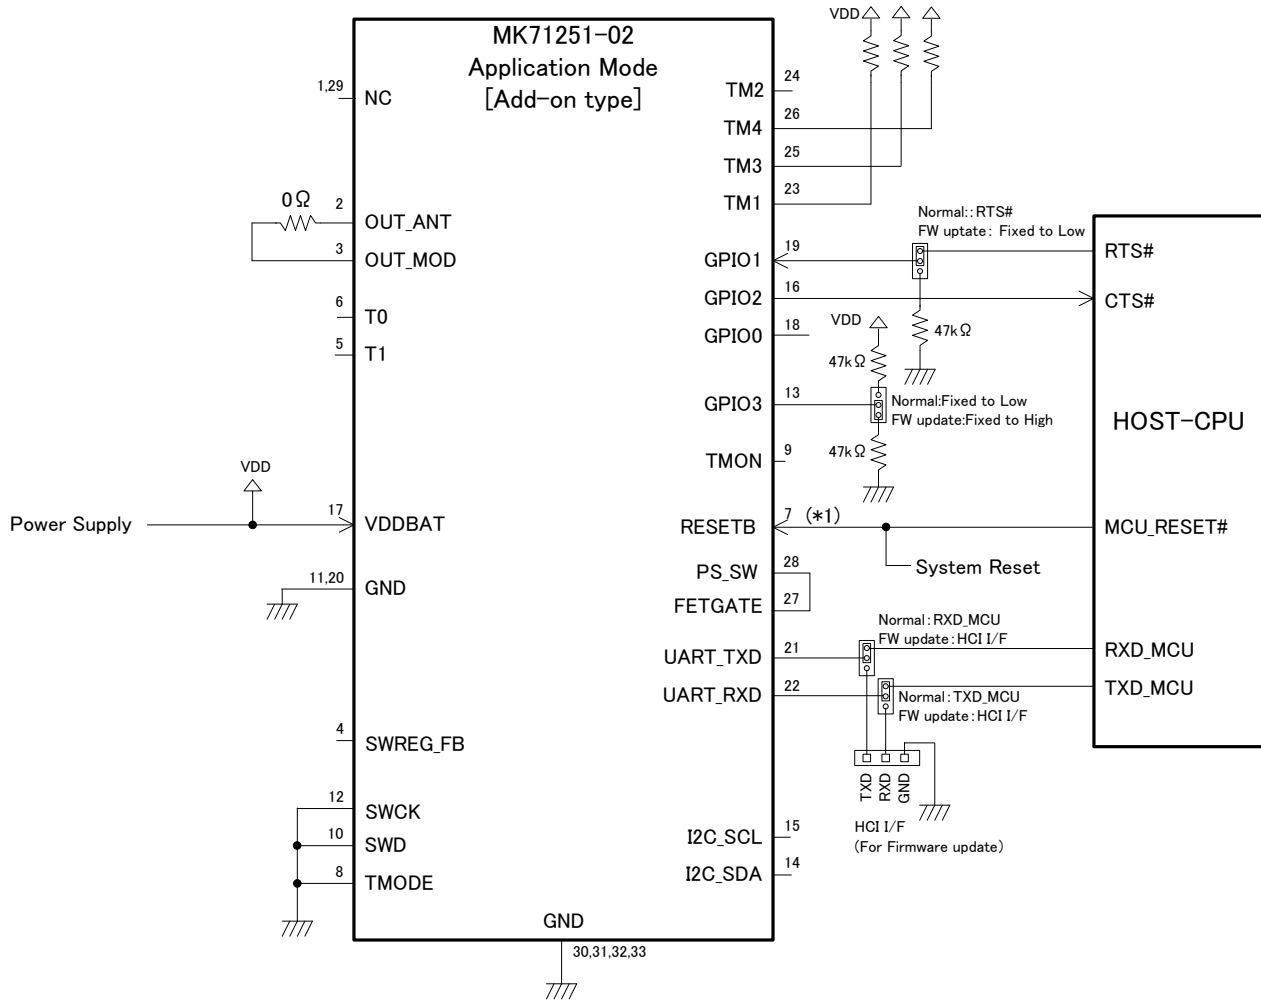 MK71251-02
Application Mode
[Add-on type]
1,29
NC
0Ω
2
OUT_ANT
3
OUT_MOD
6
T0
5
T1
VDD
Power Supply
17
VDDBAT
11,20
GND
4
SWREG_FB
12
SWCK
10
SWD
8
TMODE
GND
30,31,32,33
VDD
TM2
24
TM4
26
TM3
25
TM1
23
Normal::RTS#
FW uptate: Fixed to Low
GPIO1
19
GPIO2
16
GPIO0
18
VDD
47kΩ
47kΩ
GPIO3
13
Normal:Fixed to Low
FW update:Fixed to High
47kΩ
TMON
9
RESETB
7 (*1)
System Reset
PS_SW
28
FETGATE
27
Normal:RXD_MCU
FW update:HCI I/F
UART_TXD
21
UART_RXD
22
Normal:TXD_MCU
FW update:HCI I/F
TXD
RXD
GND
HCI I/F
(For Firmware update)
I2C_SCL
15
I2C_SDA
14
RTS#
CTS#
HOST-CPU
MCU_RESET#
RXD_MCU
TXD_MCU